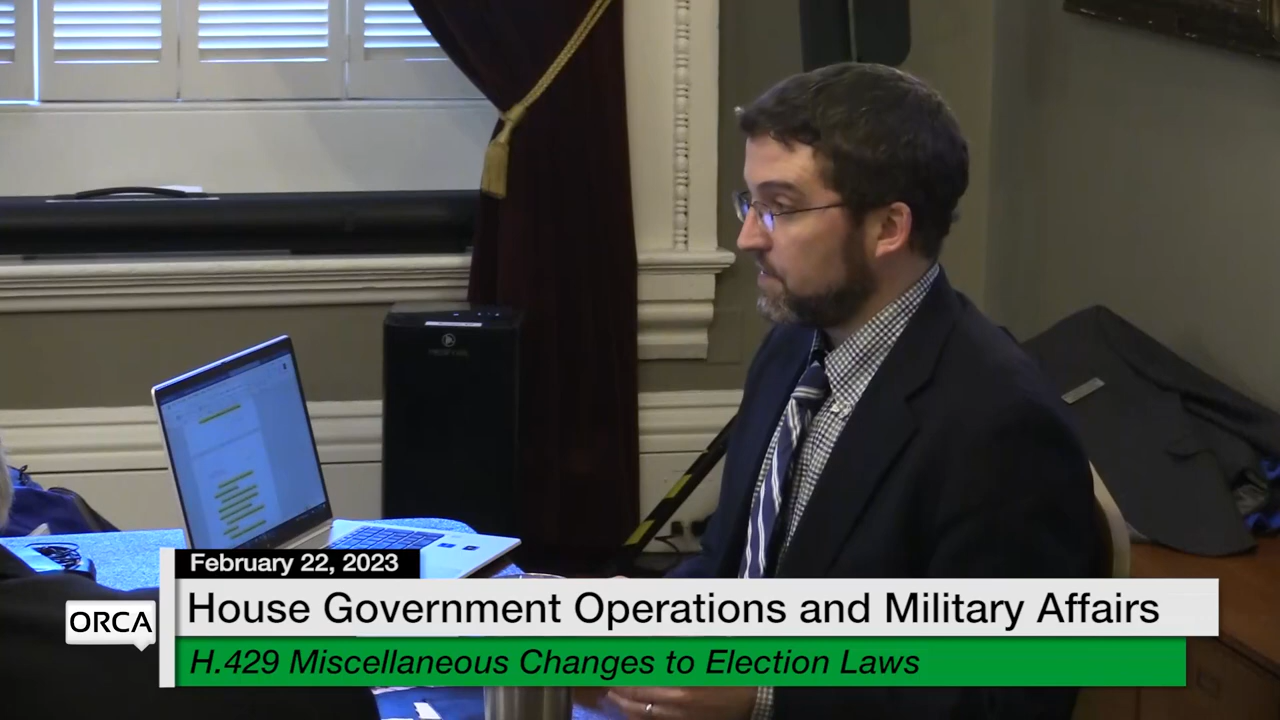 February 22, 2023
House Government Operations and Military Affairs
ORCA
H.429 Miscellaneous Changes to Election Laws